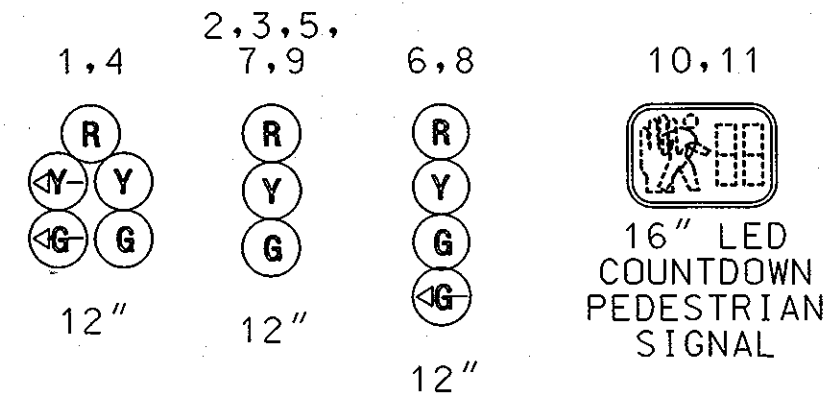 1,4
R
Y Y
G G
12"
2,3,5,
7,9
R
Y
G
12"
6,8
R
Y
G
G
12"
10,11
16" LED
COUNTDOWN
PEDESTRIAN
SIGNAL